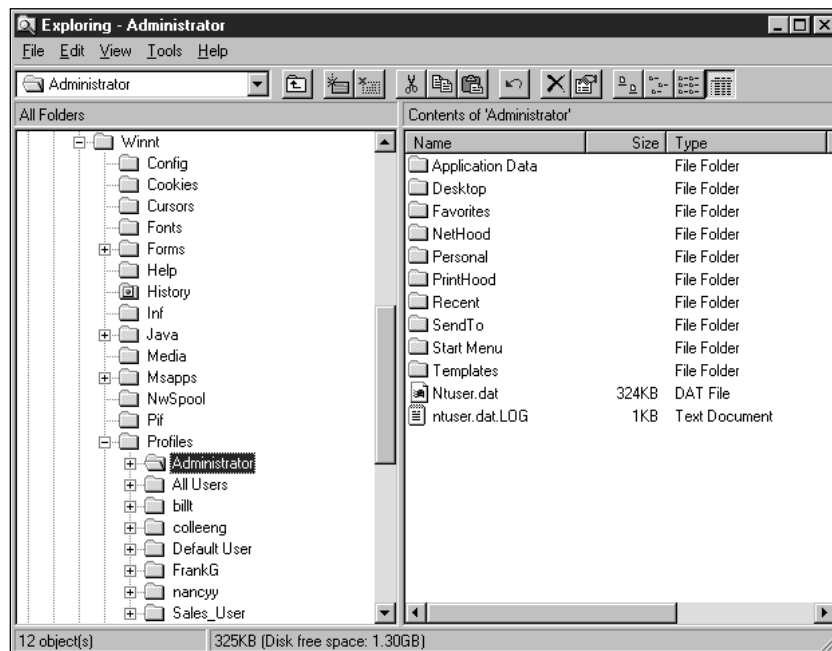 Exploring - Administrator
File Edit View Tools Help
Administrator
All Folders
Contents of 'Administrator'
Winnt
Config
Cookies
Cursors
Fonts
Forms
Help
History
Inf
Java
Media
Msapps
NwSpool
Pif
Profiles
Administrator
All Users
billt
colleeng
Default User
FrankG
nancyy
Sales_User
Name Size Type
Application Data File Folder
Desktop File Folder
Favorites File Folder
NetHood File Folder
Personal File Folder
PrintHood File Folder
Recent File Folder
SendTo File Folder
Start Menu File Folder
Templates File Folder
Ntuser.dat 324KB DAT File
ntuser.dat.LOG 1KB Text Document
12 object(s) 325KB (Disk free space: 1.30GB)